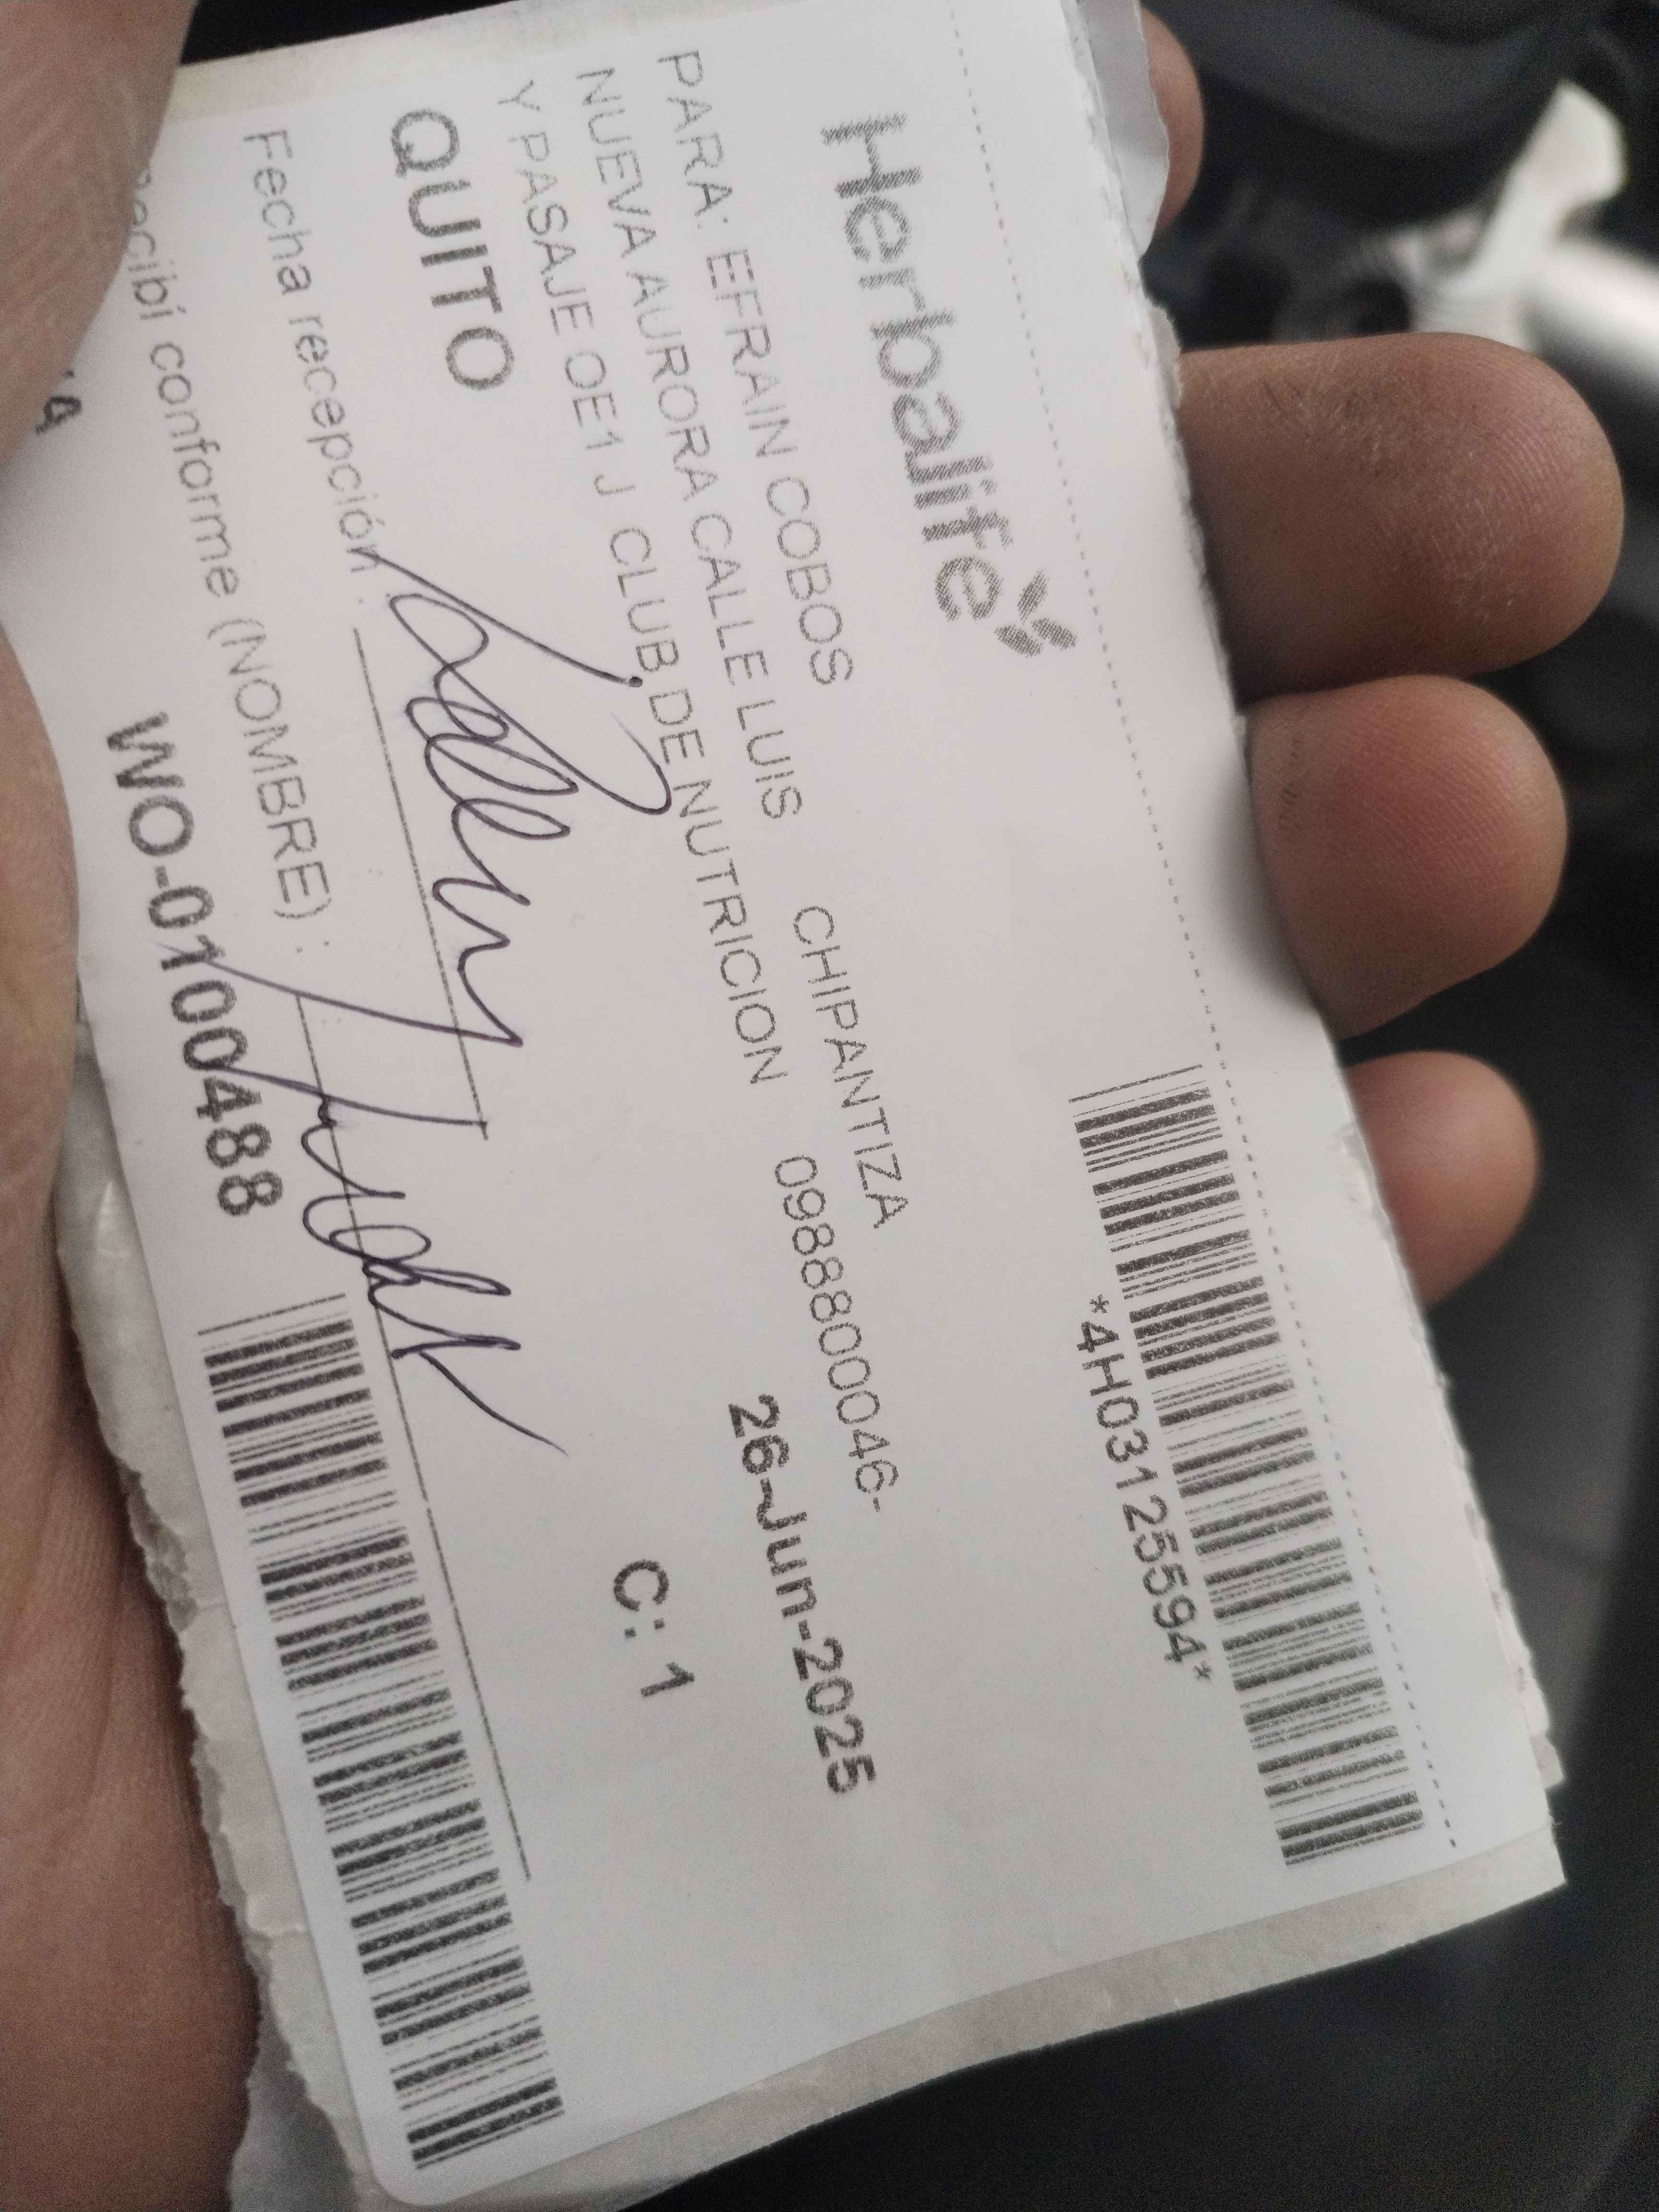 Herbalife
*4H03125594*
PARA: EFRAIN COBOS CHIPANTIZA
NUEVA AURORA CALLE LUIS 0988800046-
Y PASAJE OE1 J CLUB DE NUTRICION
26-Jun-2025
QUITO
C: 1
Fecha recepción :
Recibí conforme (NOMBRE) :
WO-0100488